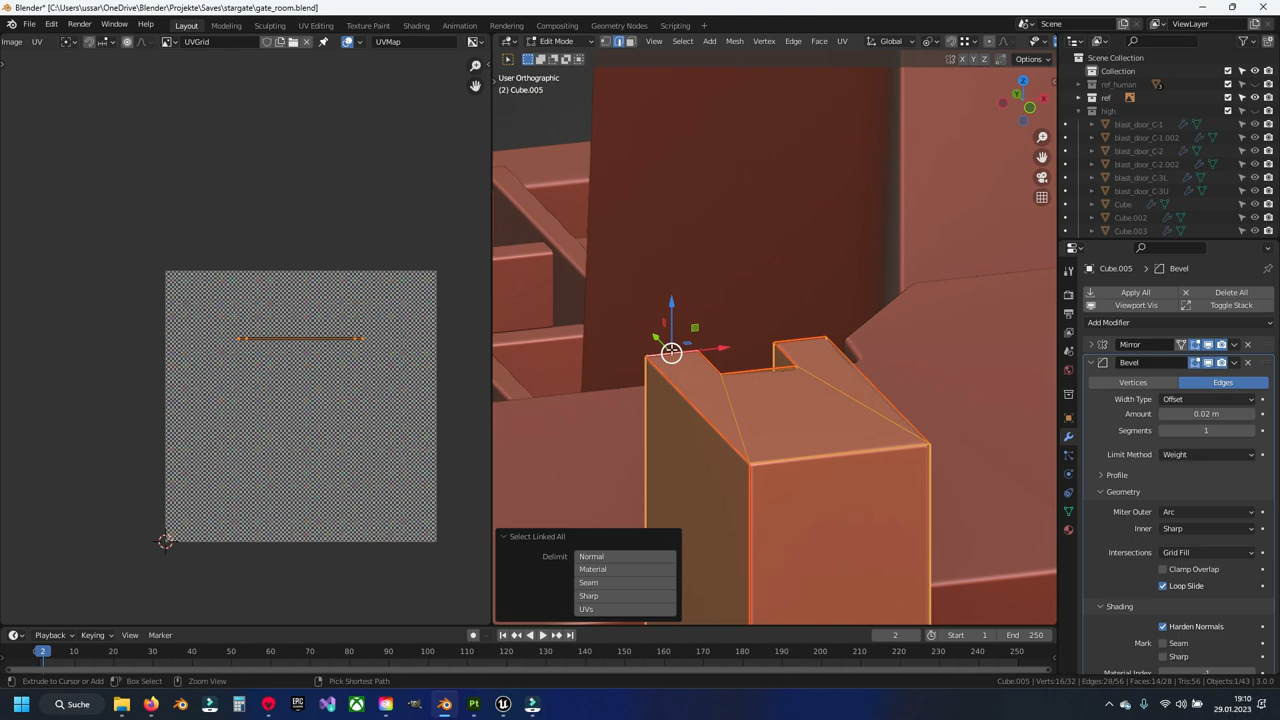 Blender* [C:\Users\ussar\OneDrive\Blender\Projekte\Saves\stargate\gate_room.blend]
File Edit Render Window Help
Layout Modeling Sculpting UV Editing Texture Paint Shading Animation Rendering Compositing Geometry Nodes Scripting +
Scene
ViewLayer
Image UV
UVGrid
UVMap
Edit Mode
View Select Add Mesh Vertex Edge Face UV
Global
X Y Z
Options
User Orthographic
(2) Cube.005
Z
Y
X
Scene Collection
Collection
ref_human
3
ref
high
blast_door_C-1
blast_door_C-1.002
blast_door_C-2
blast_door_C-2.002
blast_door_C-3L
blast_door_C-3U
Cube
Cube.002
Cube.003
Cube.005
Bevel
Apply All
Delete All
Viewport Vis
Toggle Stack
Add Modifier
Mirror
Bevel
Vertices
Edges
Width Type
Offset
Amount
0.02 m
Segments
1
Limit Method
Weight
Profile
Geometry
Miter Outer
Arc
Inner
Sharp
Intersections
Grid Fill
Clamp Overlap
Loop Slide
Shading
Harden Normals
Mark
Seam
Sharp
Material Index
-1
Select Linked All
Delimit
Normal
Material
Seam
Sharp
UVs
Playback Keying View Marker
2
Start 1
End 250
2 10 20 30 40 50 60 70 80 90 100 110 120 130 140 150 160 170 180 190 200 210 220 230 240 250
Extrude to Cursor or Add
Box Select
Zoom View
Pick Shortest Path
Cube.005 | Verts:16/32 | Edges:28/56 | Faces:14/28 | Tris:56 | Objects:1/43 | 3.0.0
Suche
Pt
19:10
29.01.2023